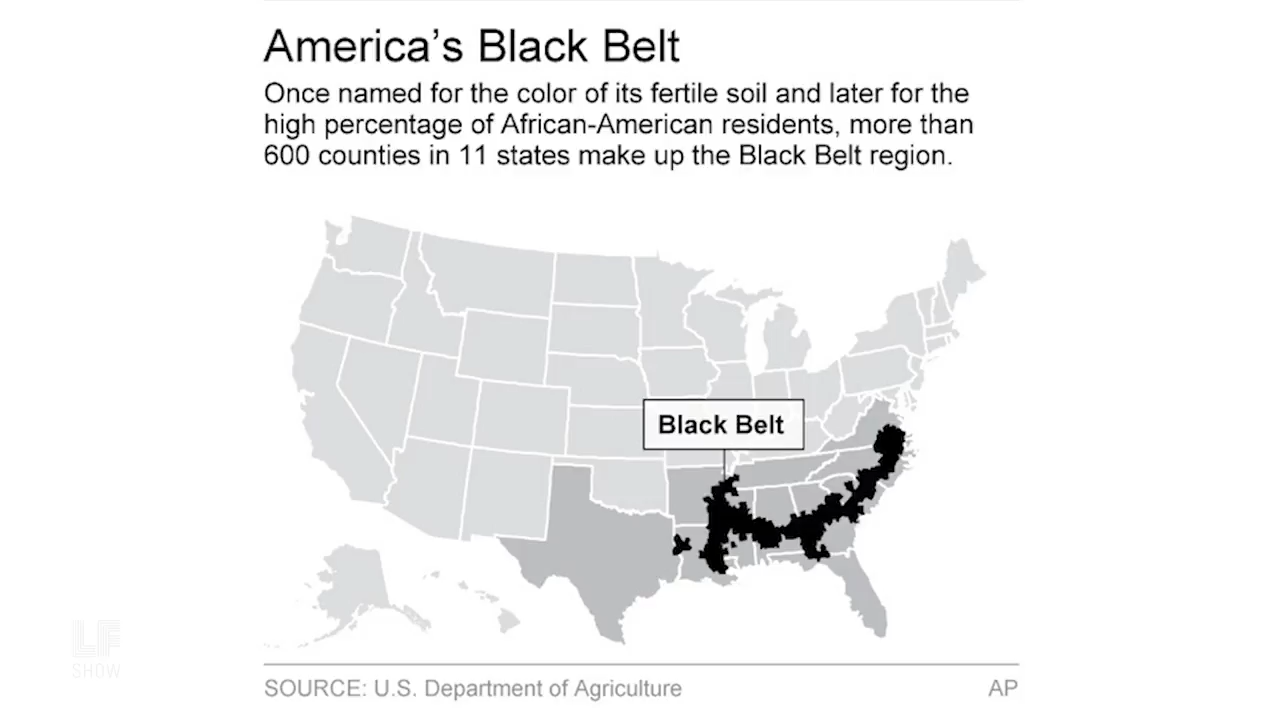 America's Black Belt
Once named for the color of its fertile soil and later for the
high percentage of African-American residents, more than
600 counties in 11 states make up the Black Belt region.
Black Belt
LF
SHOW
SOURCE: U.S. Department of Agriculture
AP